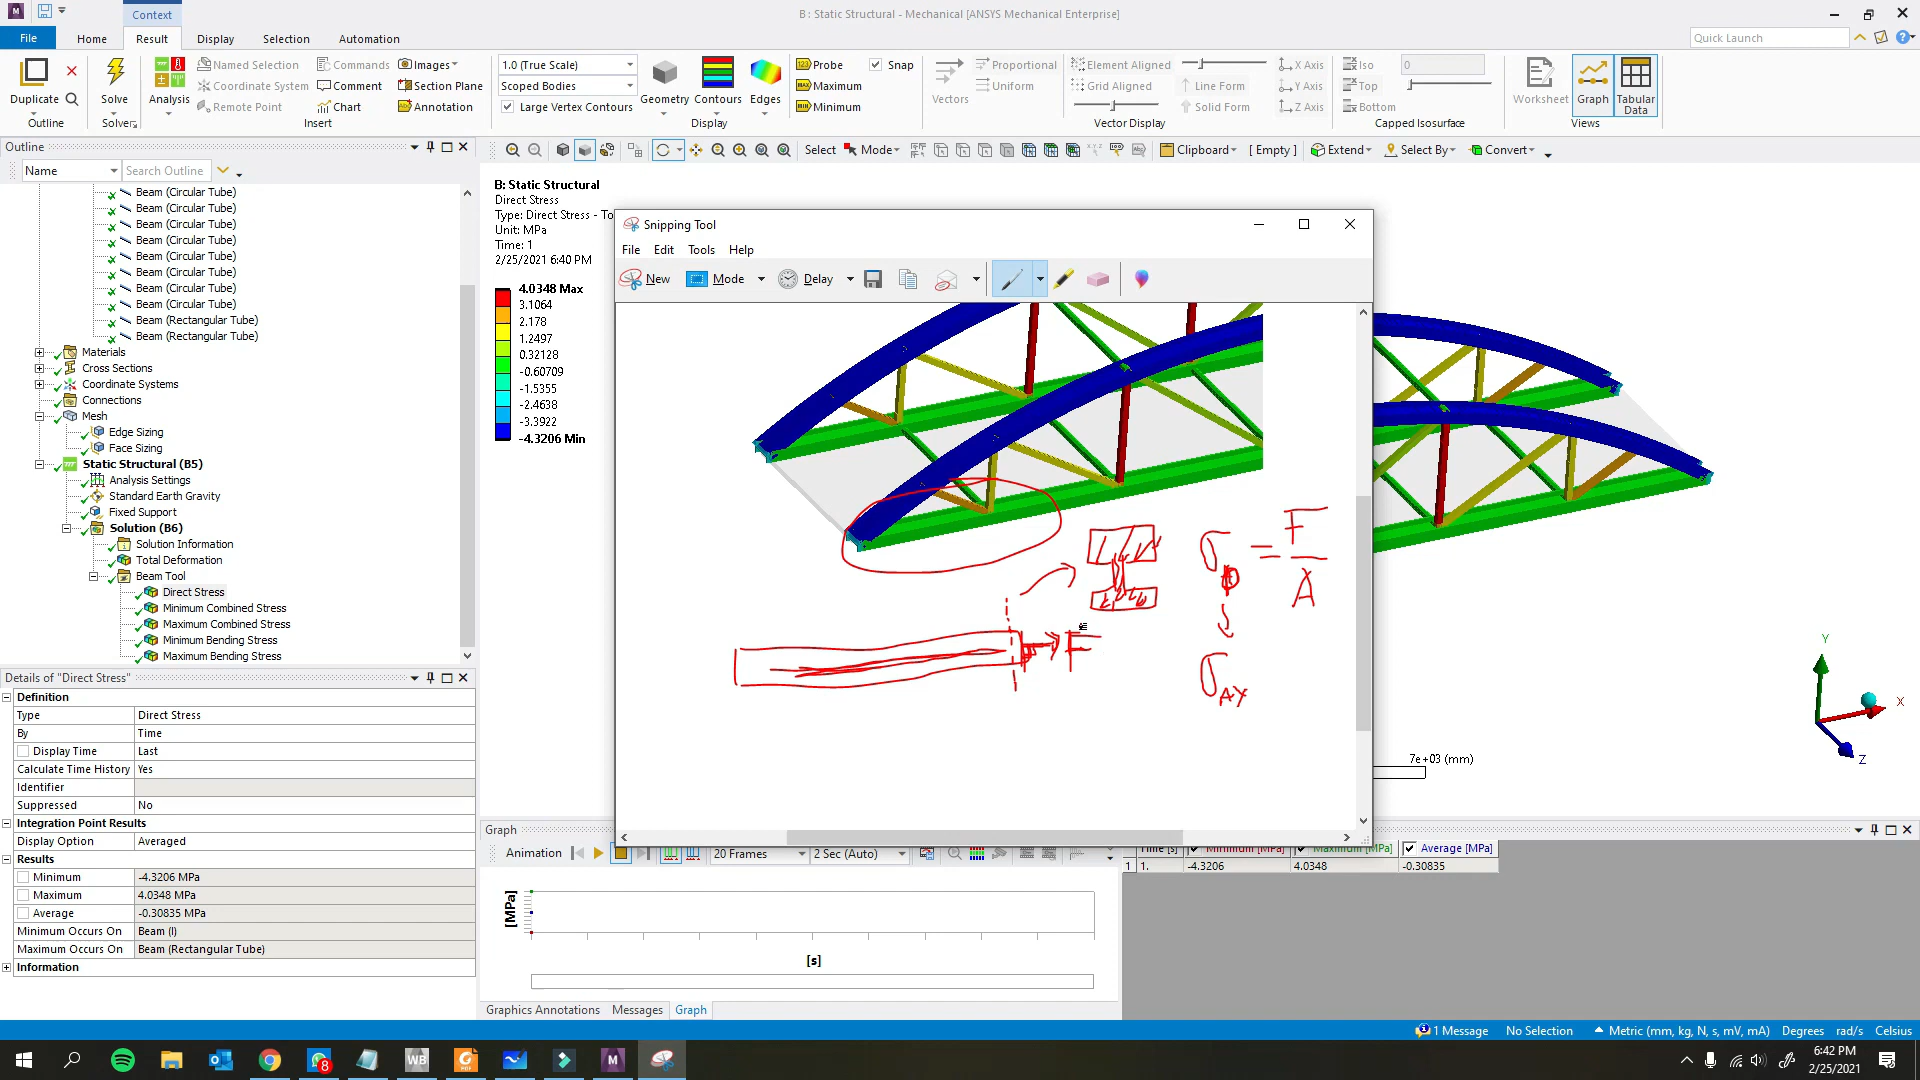 Context
B : Static Structural - Mechanical [ANSYS Mechanical Enterprise]
File
Home
Result
Display
Selection
Automation
Quick Launch
Duplicate
Outline
Solve
Solver
Analysis
Named Selection
Coordinate System
Remote Point
Commands
Comment
Chart
Images
Section Plane
Annotation
Insert
1.0 (True Scale)
Scoped Bodies
Large Vertex Contours
Geometry
Contours
Edges
Display
Probe
Maximum
Minimum
Snap
Vectors
Proportional
Uniform
Element Aligned
Grid Aligned
Line Form
Solid Form
X Axis
Y Axis
Z Axis
Vector Display
Iso
Top
Bottom
0
Capped Isosurface
Worksheet
Graph
Tabular Data
Views
Outline
Name
Search Outline
Select
Mode
Clipboard
[ Empty ]
Extend
Select By
Convert
Beam (Circular Tube)
Beam (Circular Tube)
Beam (Circular Tube)
Beam (Circular Tube)
Beam (Circular Tube)
Beam (Circular Tube)
Beam (Circular Tube)
Beam (Circular Tube)
Beam (Rectangular Tube)
Beam (Rectangular Tube)
Materials
Cross Sections
Coordinate Systems
Connections
Mesh
Edge Sizing
Face Sizing
Static Structural (B5)
Analysis Settings
Standard Earth Gravity
Fixed Support
Solution (B6)
Solution Information
Total Deformation
Beam Tool
Direct Stress
Minimum Combined Stress
Maximum Combined Stress
Minimum Bending Stress
Maximum Bending Stress
Details of "Direct Stress"
Definition
Type Direct Stress
By Time
Display Time Last
Calculate Time History Yes
Identifier
Suppressed No
Integration Point Results
Display Option Averaged
Results
Minimum -4.3206 MPa
Maximum 4.0348 MPa
Average -0.30835 MPa
Minimum Occurs On Beam (I)
Maximum Occurs On Beam (Rectangular Tube)
Information
B: Static Structural
Direct Stress
Type: Direct Stress - To
Unit: MPa
Time: 1
2/25/2021 6:40 PM
4.0348 Max
3.1064
2.178
1.2497
0.32128
-0.60709
-1.5355
-2.4638
-3.3922
-4.3206 Min
Snipping Tool
File
Edit
Tools
Help
New
Mode
Delay
σD = F
A
F
σAX
Y
X
Z
7e+03 (mm)
Graph
Animation
20 Frames
2 Sec (Auto)
[MPa]
[s]
Graphics Annotations
Messages
Graph
Time [s] Minimum [MPa] Maximum [MPa] Average [MPa]
1 1. -4.3206 4.0348 -0.30835
1 Message
No Selection
Metric (mm, kg, N, s, mV, mA)
Degrees
rad/s
Celsius
WB
M
8
6:42 PM
2/25/2021